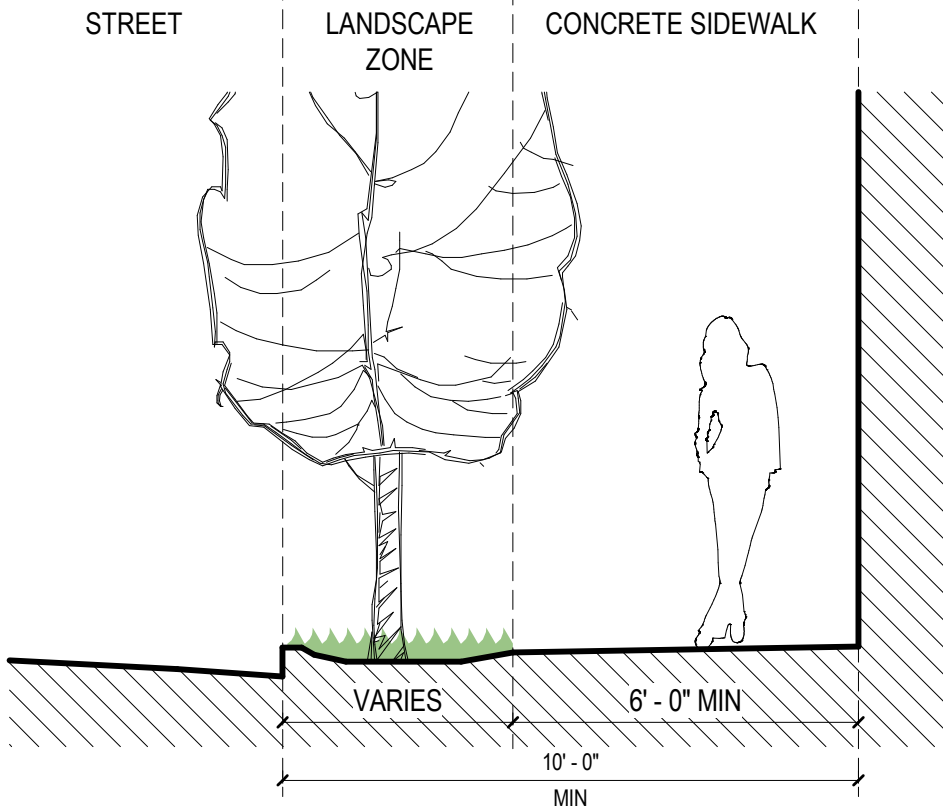 STREET
LANDSCAPE
ZONE
CONCRETE SIDEWALK
VARIES
6' - 0" MIN
10' - 0"
MIN